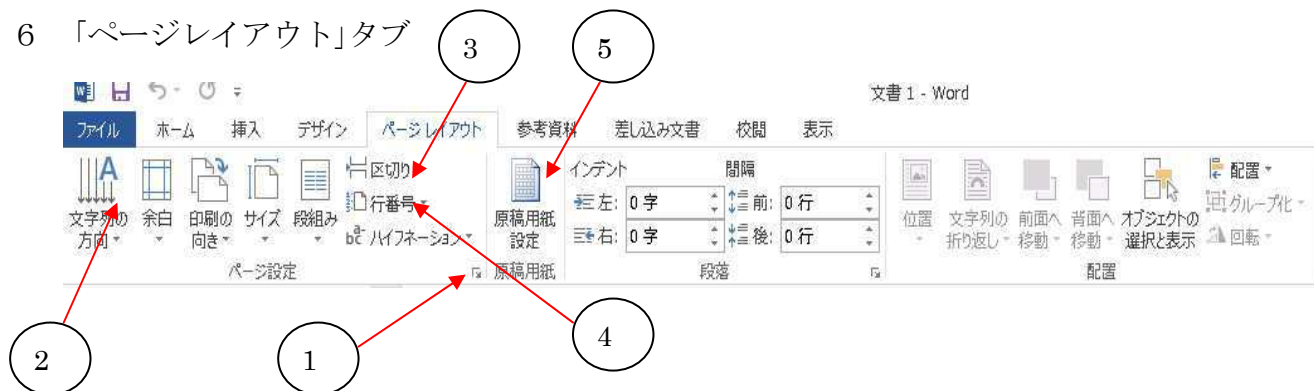 6 「ページレイアウト」タブ
3
5
文書 1 - Word
ファイル ホーム 挿入 デザイン ページ レイアウト 参考資料 差し込み文書 校閲 表示
区切り インデント 間隔
行番号 左: 0 字 前: 0 行 配置
文字列の 余白 印刷の サイズ 段組み 原稿用紙 位置 文字列の 前面へ 背面へ オブジェクトの グループ化
方向 向き bc ハイフネーション 設定 右: 0 字 後: 0 行 折り返し 移動 移動 選択と表示 回転
ページ設定 原稿用紙 段落 配置
2
1
4